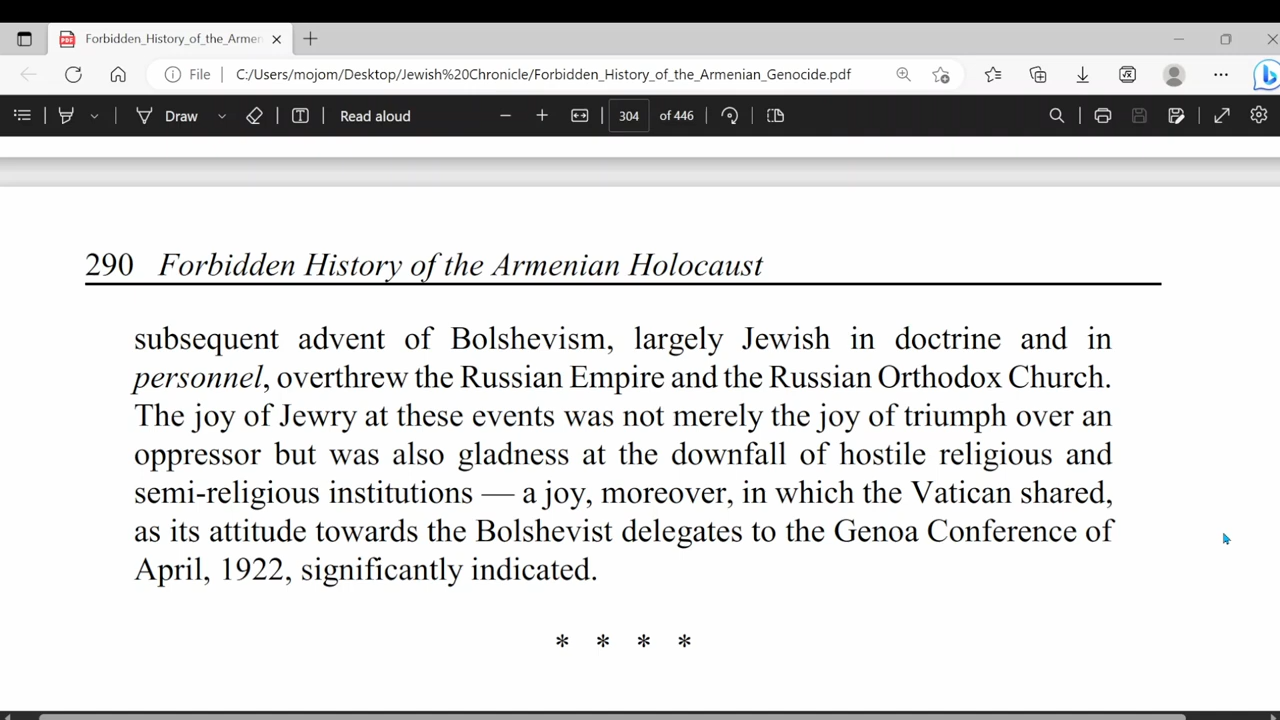 Forbidden_History_of_the_Armen
File C:/Users/mojom/Desktop/Jewish%20Chronicle/Forbidden_History_of_the_Armenian_Genocide.pdf
Draw Read aloud 304 of 446
290 Forbidden History of the Armenian Holocaust
subsequent advent of Bolshevism, largely Jewish in doctrine and in
personnel, overthrew the Russian Empire and the Russian Orthodox Church.
The joy of Jewry at these events was not merely the joy of triumph over an
oppressor but was also gladness at the downfall of hostile religious and
semi-religious institutions — a joy, moreover, in which the Vatican shared,
as its attitude towards the Bolshevist delegates to the Genoa Conference of
April, 1922, significantly indicated.
* * * *